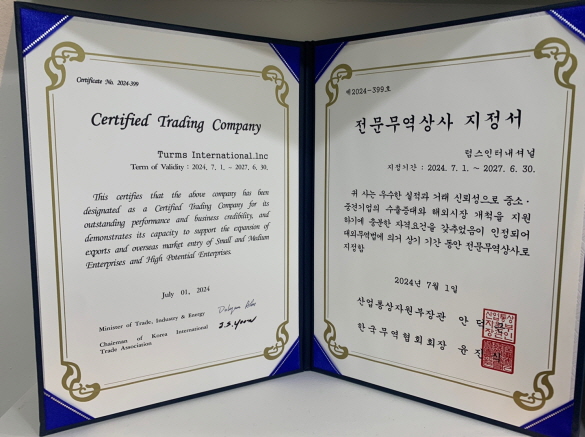 Certificate No. 2024-399
Certified Trading Company
Turms International.Inc
Term of Validity : 2024. 7. 1. ~ 2027. 6. 30.
This certifies that the above company has been
designated as a Certified Trading Company for its
outstanding performance and business credibility, and
demonstrates its capacity to support the expansion of
exports and overseas market entry of Small and Medium
Enterprises and High Potential Enterprises.
July 01, 2024
Minister of Trade, Industry & Energy
Chairman of Korea International
Trade Association
제2024-399호
전문무역상사 지정서
텀스인터내셔널
지정기간 : 2024. 7. 1. ~ 2027. 6. 30.
귀 사는 우수한 실적과 거래 신뢰성으로 중소·
중견기업의 수출증대와 해외시장 개척을 지원
하기에 충분한 자격요건을 갖추었음이 인정되어
대외무역법에 의거 상기 기간 동안 전문무역상사로
지정함
2024년 7월 1일
산업통상자원부장관 안 덕 근
한국무역협회회장 윤 진 식